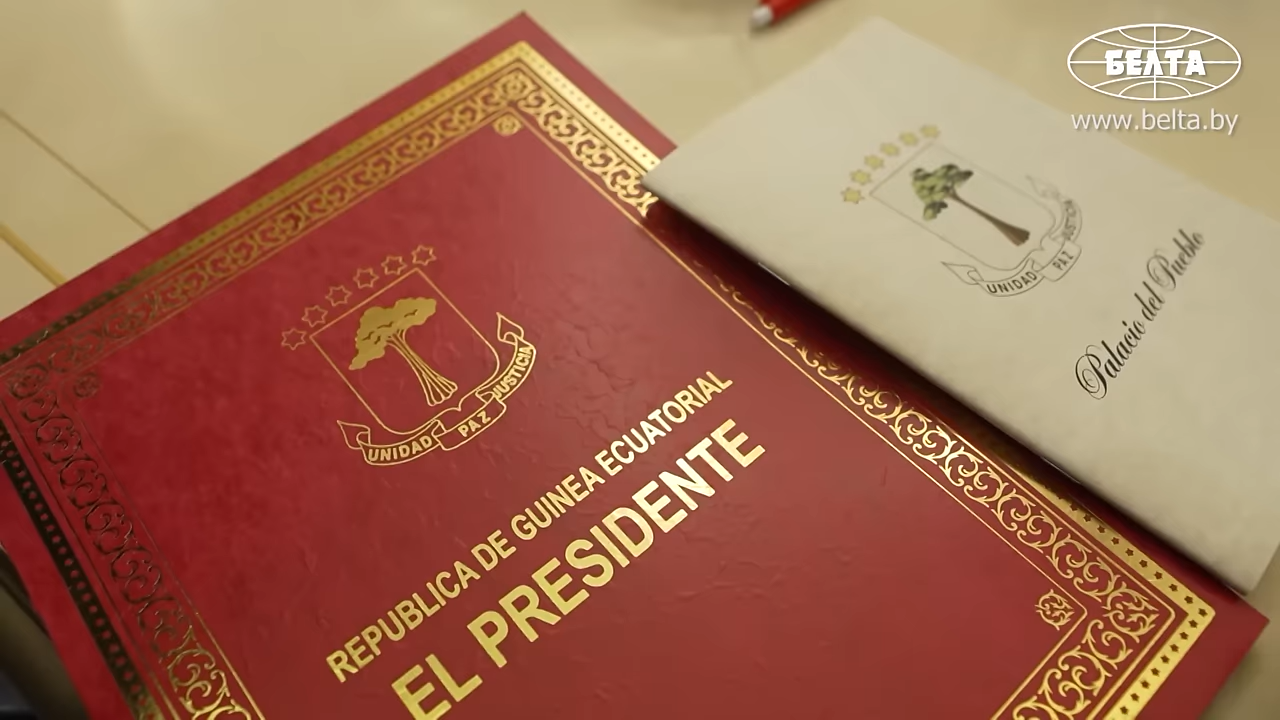 БЕЛТА
www.belta.by
UNIDAD PAZ JUSTICIA
Palacio del Pueblo
UNIDAD PAZ JUSTICIA
REPUBLICA DE GUINEA ECUATORIAL
EL PRESIDENTE